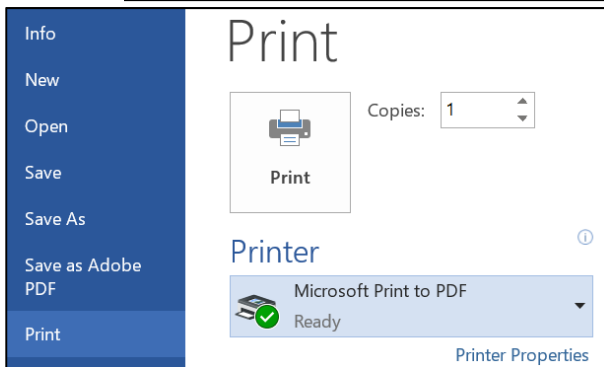 Info
New
Open
Save
Save As
Save as Adobe
PDF
Print
Print
Copies: 1
Print
Printer
Microsoft Print to PDF
Ready
Printer Properties